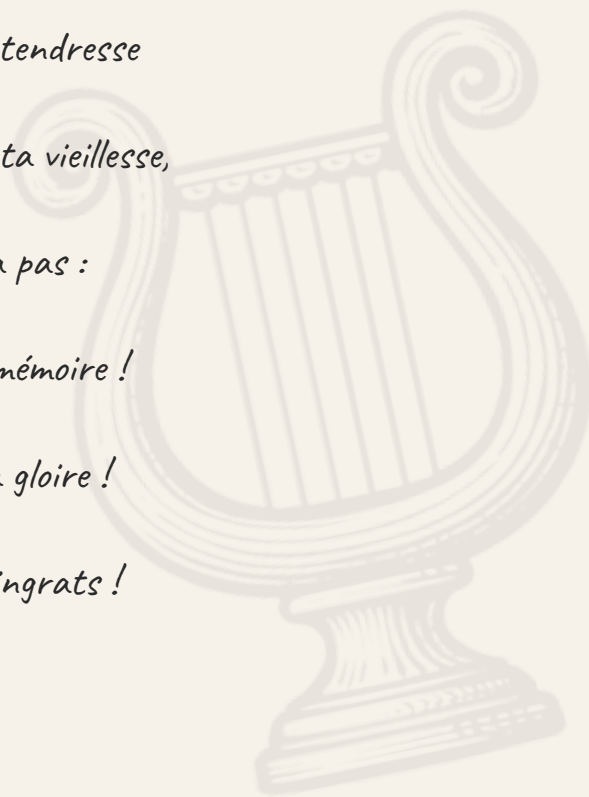 tendresse
ta vieillesse,
pas :
mémoire !
gloire !
ingrats !